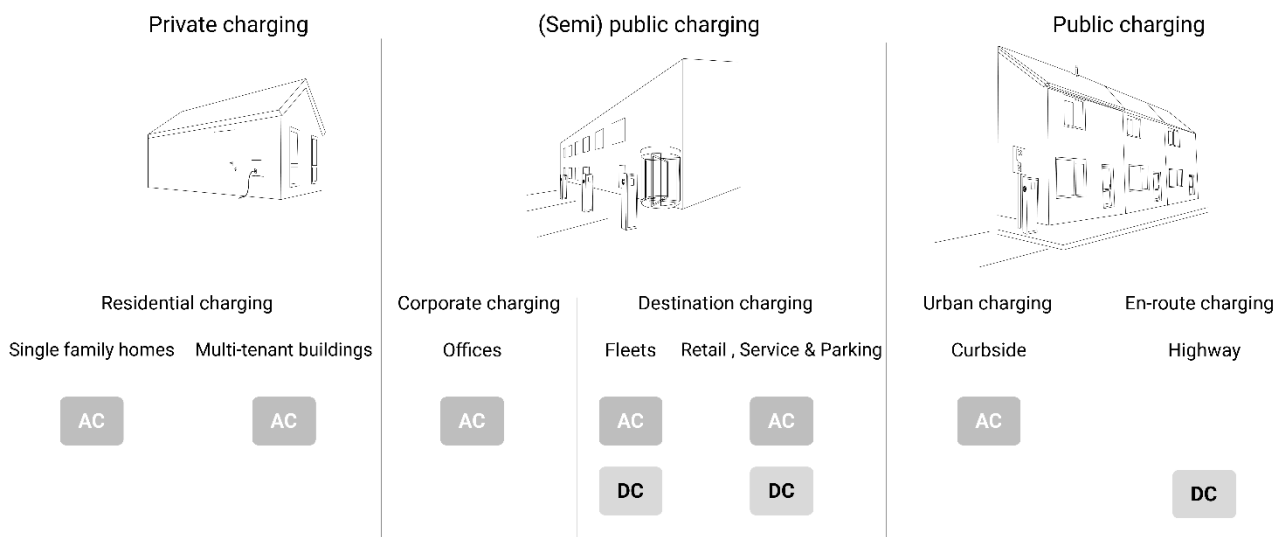 Private charging
(Semi) public charging
Public charging
Residential charging
Corporate charging
Destination charging
Urban charging
En-route charging
Single family homes
Multi-tenant buildings
Offices
Fleets
Retail , Service & Parking
Curbside
Highway
AC
AC
AC
AC
AC
AC
DC
DC
DC